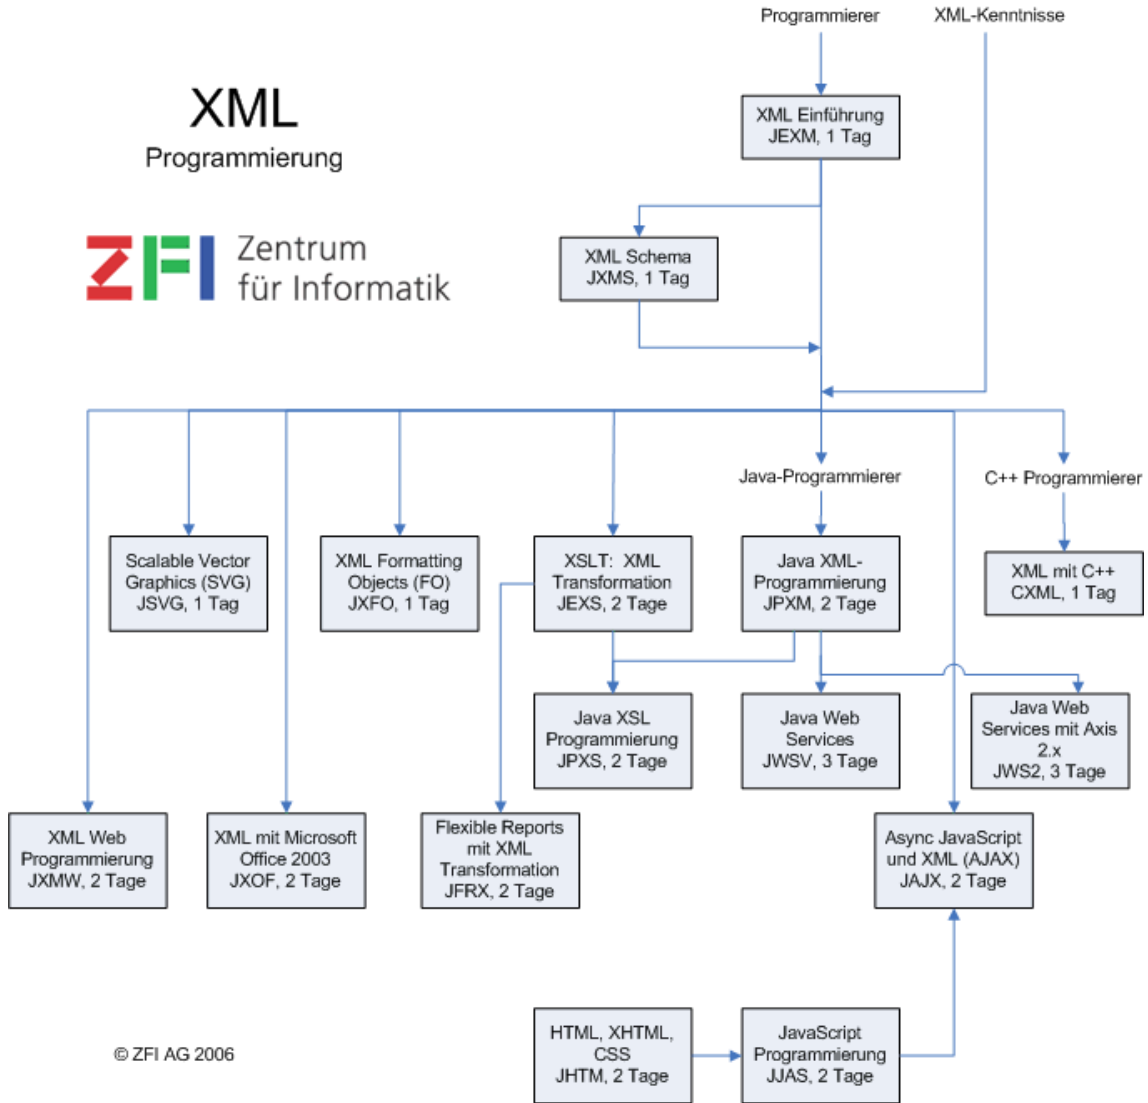 Programmierer
XML-Kenntnisse
XML
Programmierung
XML Einführung
JEXM, 1 Tag
ZFI Zentrum
für Informatik
XML Schema
JXMS, 1 Tag
Java-Programmierer
C++ Programmierer
Scalable Vector
Graphics (SVG)
JSVG, 1 Tag
XML Formatting
Objects (FO)
JXFO, 1 Tag
XSLT: XML
Transformation
JEXS, 2 Tage
Java XML-
Programmierung
JPXM, 2 Tage
XML mit C++
CXML, 1 Tag
Java XSL
Programmierung
JPXS, 2 Tage
Java Web
Services
JWSV, 3 Tage
Java Web
Services mit Axis
2.x
JWS2, 3 Tage
XML Web
Programmierung
JXMW, 2 Tage
XML mit Microsoft
Office 2003
JXOF, 2 Tage
Flexible Reports
mit XML
Transformation
JFRX, 2 Tage
Async JavaScript
und XML (AJAX)
JAJX, 2 Tage
HTML, XHTML,
CSS
JHTM, 2 Tage
JavaScript
Programmierung
JJAS, 2 Tage
© ZFI AG 2006